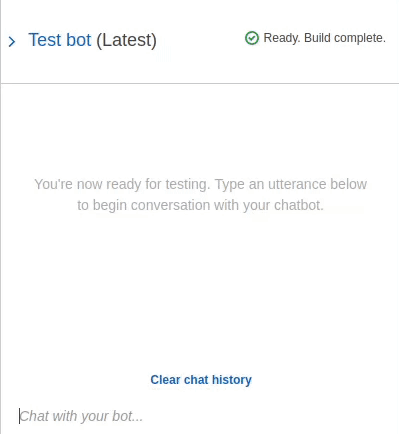 Test bot (Latest)
Ready. Build complete.
You're now ready for testing. Type an utterance below
to begin conversation with your chatbot.
Clear chat history
Chat with your bot...